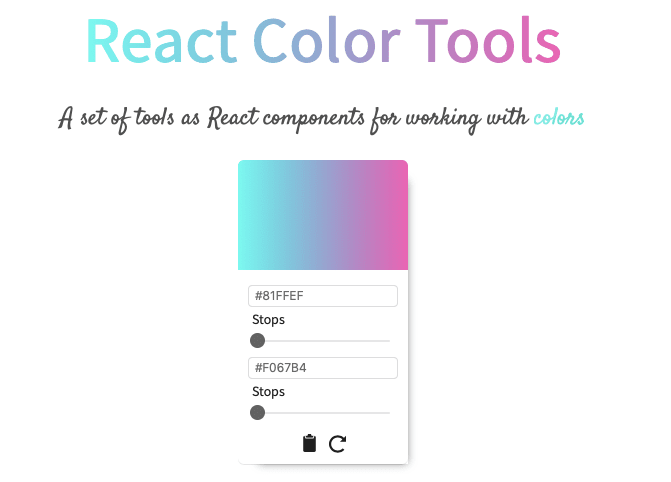 React Color Tools
A set of tools as React components for working with colors
#81FFEF
Stops
#F067B4
Stops